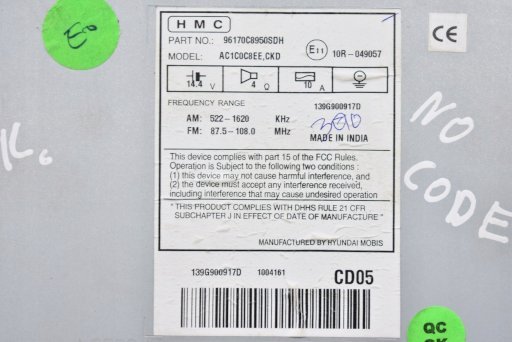 HMC
PART NO.: 96170C8950SDH
MODEL: AC1C0C8EE,CKD
E11 10R-049057
14.4 V
4 Ω
10 A
FREQUENCY RANGE
139G900917D
AM: 522-1620 KHz
FM: 87.5-108.0 MHz
MADE IN INDIA
This device complies with part 15 of the FCC Rules.
Operation is Subject to the following two conditions :
(1) this device may not cause harmful interference, and
(2) the device must accept any interference received,
including interference that may cause undesired operation
" THIS PRODUCT COMPLIES WITH DHHS RULE 21 CFR
SUBCHAPTER J IN EFFECT OF DATE OF MANUFACTURE "
MANUFACTURED BY HYUNDAI MOBIS
139G900917D 1004161
CD05
CE
NO
CODE
QC
OK